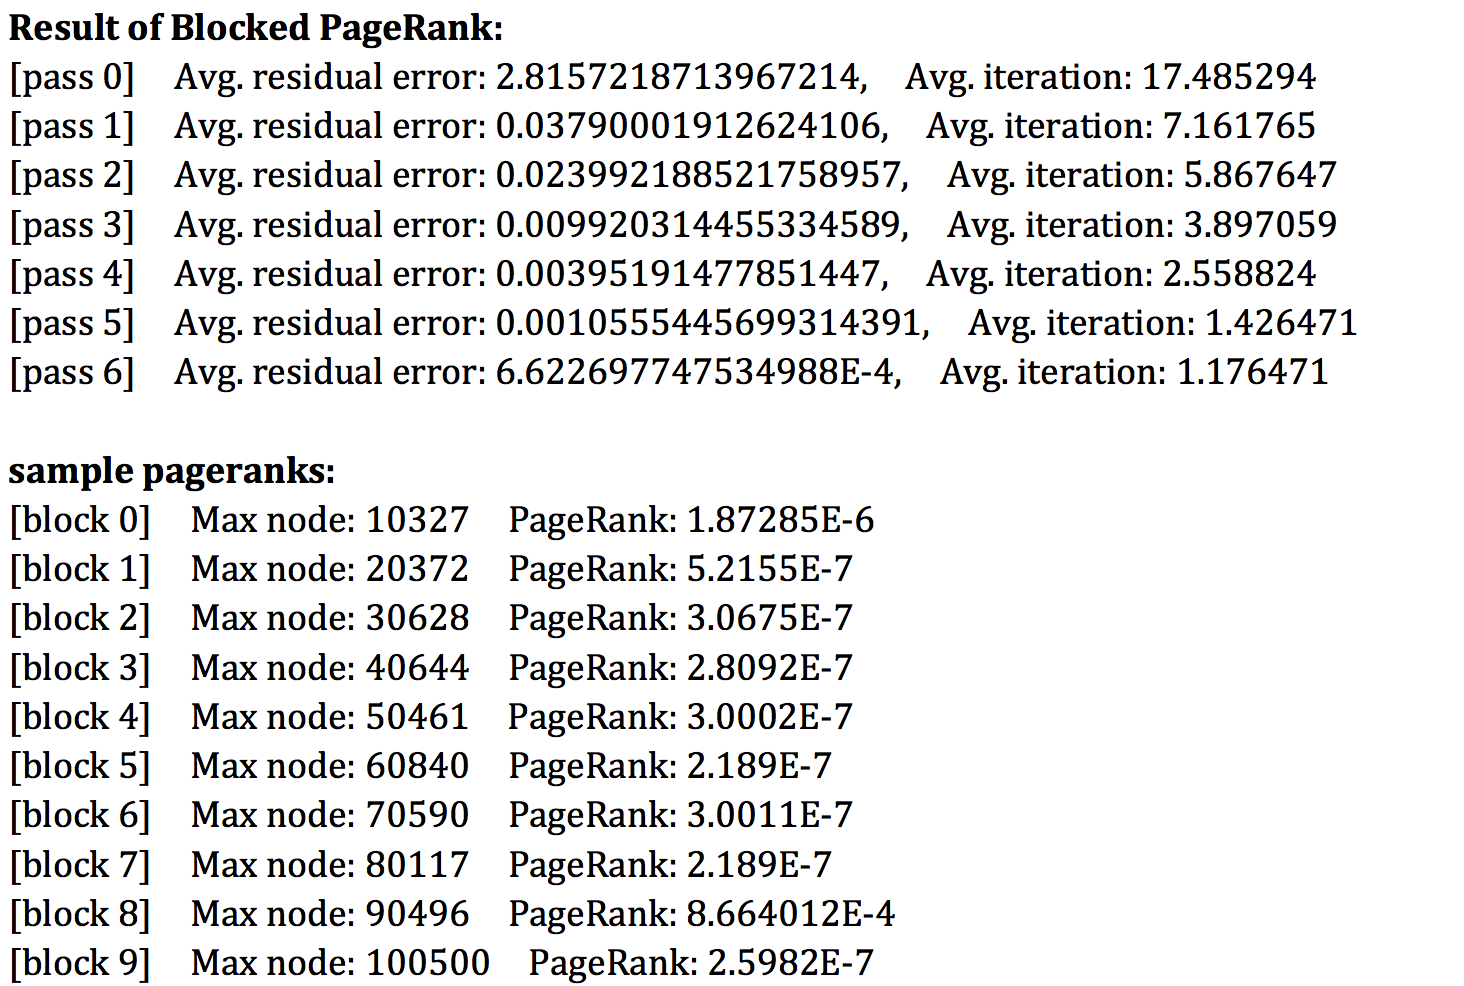 Result of Blocked PageRank:
[pass 0] Avg. residual error: 2.8157218713967214, Avg. iteration: 17.485294
[pass 1] Avg. residual error: 0.03790001912624106, Avg. iteration: 7.161765
[pass 2] Avg. residual error: 0.023992188521758957, Avg. iteration: 5.867647
[pass 3] Avg. residual error: 0.009920314455334589, Avg. iteration: 3.897059
[pass 4] Avg. residual error: 0.00395191477851447, Avg. iteration: 2.558824
[pass 5] Avg. residual error: 0.0010555445699314391, Avg. iteration: 1.426471
[pass 6] Avg. residual error: 6.622697747534988E-4, Avg. iteration: 1.176471
sample pageranks:
[block 0] Max node: 10327 PageRank: 1.87285E-6
[block 1] Max node: 20372 PageRank: 5.2155E-7
[block 2] Max node: 30628 PageRank: 3.0675E-7
[block 3] Max node: 40644 PageRank: 2.8092E-7
[block 4] Max node: 50461 PageRank: 3.0002E-7
[block 5] Max node: 60840 PageRank: 2.189E-7
[block 6] Max node: 70590 PageRank: 3.0011E-7
[block 7] Max node: 80117 PageRank: 2.189E-7
[block 8] Max node: 90496 PageRank: 8.664012E-4
[block 9] Max node: 100500 PageRank: 2.5982E-7